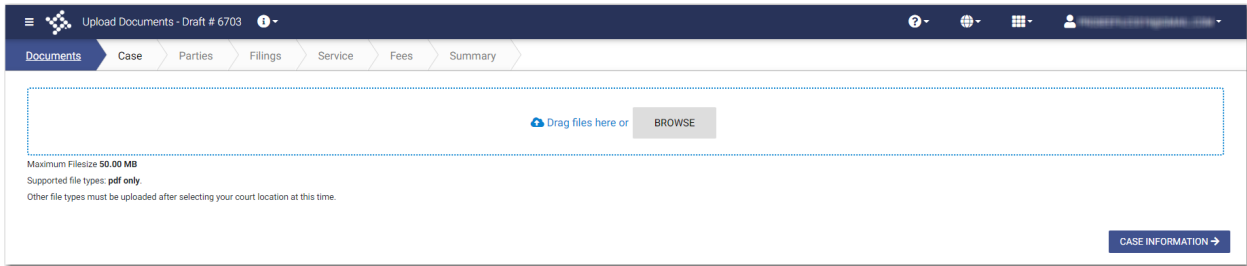 Upload Documents - Draft # 6703
Documents Case Parties Filings Service Fees Summary
Drag files here or BROWSE
Maximum Filesize 50.00 MB
Supported file types: pdf only.
Other file types must be uploaded after selecting your court location at this time.
CASE INFORMATION →